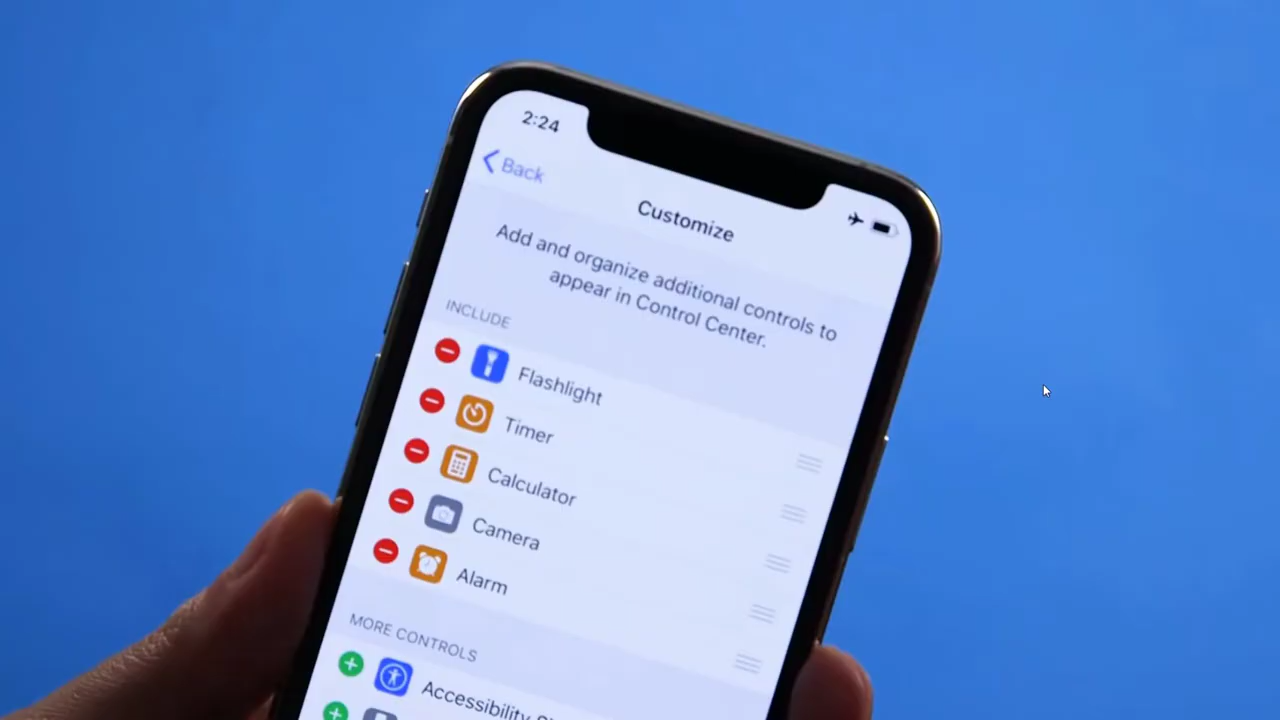 2:24
Back
Customize
Add and organize additional controls to
appear in Control Center.
INCLUDE
Flashlight
Timer
Calculator
Camera
Alarm
MORE CONTROLS
Accessibility